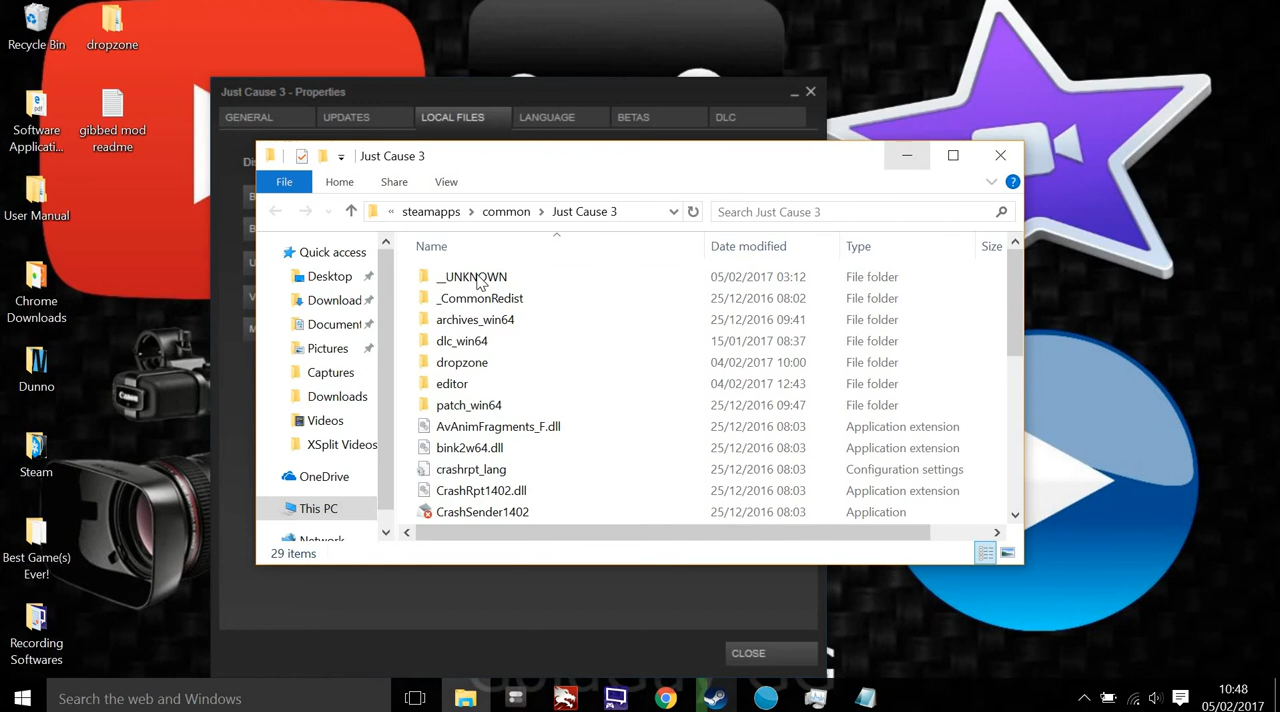 Recycle Bin
dropzone
Software
Applicati...
gibbed mod
readme
User Manual
Chrome
Downloads
Dunno
Steam
Best Game(s)
Ever!
Recording
Softwares
Just Cause 3 - Properties
GENERAL UPDATES LOCAL FILES LANGUAGE BETAS DLC
Just Cause 3
File Home Share View
« steamapps > common > Just Cause 3
Search Just Cause 3
Quick access
Desktop
Download
Document
Pictures
Captures
Downloads
Videos
XSplit Videos
OneDrive
This PC
Network
Name Date modified Type Size
__UNKNOWN 05/02/2017 03:12 File folder
_CommonRedist 25/12/2016 08:02 File folder
archives_win64 25/12/2016 09:41 File folder
dlc_win64 15/01/2017 08:37 File folder
dropzone 04/02/2017 10:00 File folder
editor 04/02/2017 12:43 File folder
patch_win64 25/12/2016 09:47 File folder
AvAnimFragments_F.dll 25/12/2016 08:03 Application extension
bink2w64.dll 25/12/2016 08:03 Application extension
crashrpt_lang 25/12/2016 08:03 Configuration settings
CrashRpt1402.dll 25/12/2016 08:03 Application extension
CrashSender1402 25/12/2016 08:03 Application
29 items
CLOSE
Search the web and Windows
10:48
05/02/2017